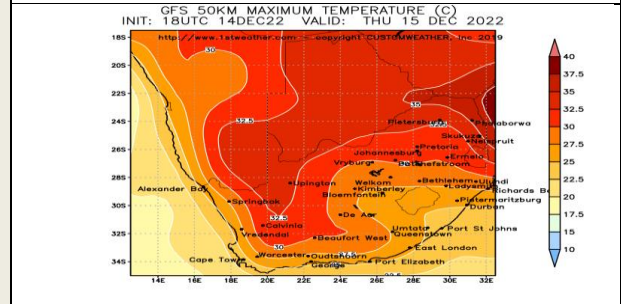 GFS 50KM MAXIMUM TEMPERATURE (C)
INIT: 18UTC 14DEC22 VALID: THU 15 DEC 2022
http://www.1stweather.com — copyright CUSTOMWEATHER, Inc 2019
18S
20S
22S
24S
26S
28S
30S
32S
34S
30
32.5
35
32.5
30
22.5
Pietersburg
Phalaborwa
Skukuza
Nelspruit
Pretoria
Johannesburg
Ermelo
Vryburg
Potchefstroom
Bethlehem
Ulundi
Ladysmith
Richards B
Welkom
Kimberley
Bloemfontein
Upington
Alexander Bay
Springbok
Pietermaritzburg
Durban
De Aar
Calvinia
Vredendal
Beaufort West
Umtata
Port St Johns
Queenstown
East London
Cape Town
Worcester
Oudtshoorn
George
Port Elizabeth
14E 16E 18E 20E 22E 24E 26E 28E 30E 32E
40
37.5
35
32.5
30
27.5
25
22.5
20
17.5
15
10